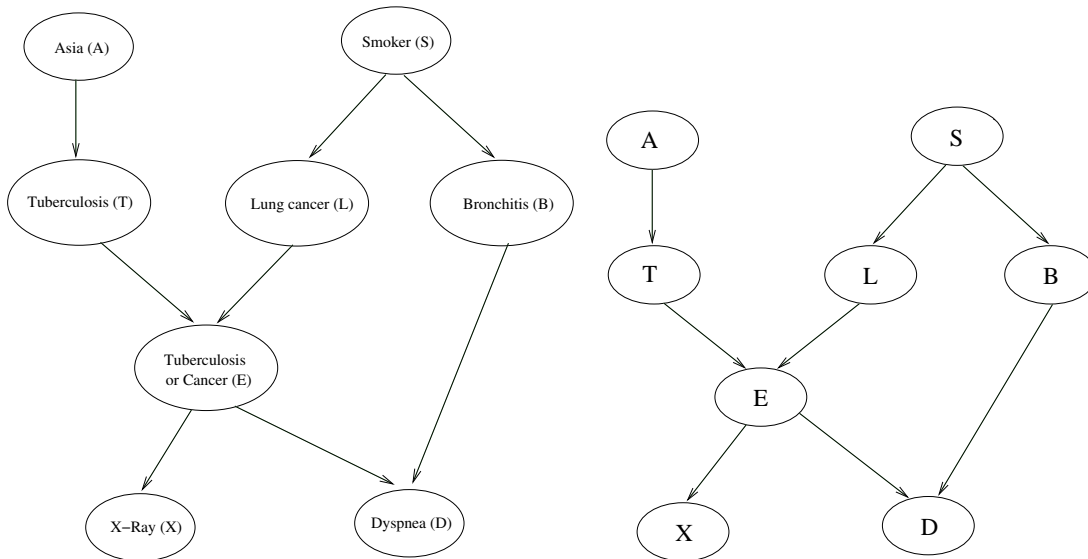 Asia (A)
Smoker (S)
Tuberculosis (T)
Lung cancer (L)
Bronchitis (B)
Tuberculosis
or Cancer (E)
X−Ray (X)
Dyspnea (D)
A
S
T
L
B
E
X
D